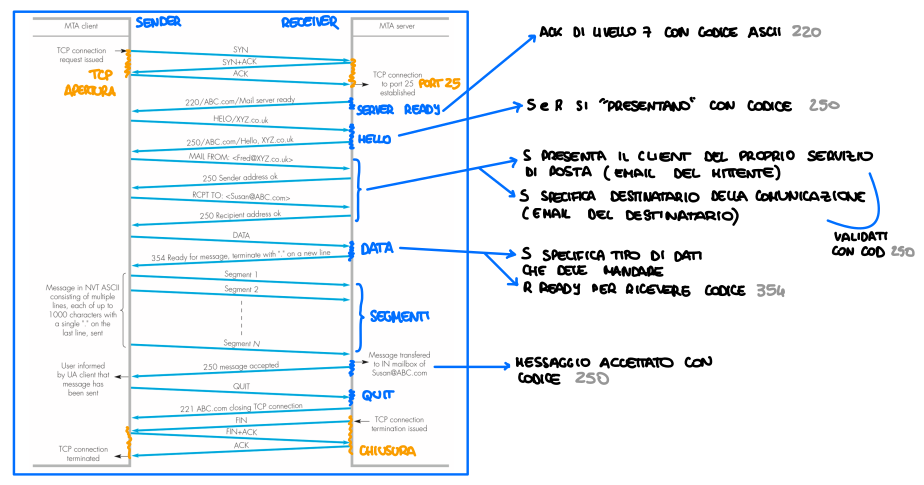 SENDER
RECEIVER
MTA client
MTA server
TCP connection
request issued
TCP
APERTURA
SYN
SYN+ACK
ACK
TCP connection
to port 25
established
PORT 25
220/ABC.com/Mail server ready
SERVER READY
HELO/XYZ.co.uk
250/ABC.com/Hello, XYZ.co.uk
HELLO
MAIL FROM: <Fred@XYZ.co.uk>
250 Sender address ok
RCPT TO: <Susan@ABC.com>
250 Recipient address ok
DATA
354 Ready for message, terminate with "." on a new line
DATA
Segment 1
Segment 2
Segment N
SEGMENTI
Message in NVT ASCII
consisting of multiple
lines, each of up to
1000 characters with
a single "." on the
last line, sent
Message transfered
to IN mailbox of
Susan@ABC.com
250 message accepted
User informed
by UA client that
message has
been sent
QUIT
QUIT
221 ABC.com closing TCP connection
FIN
FIN+ACK
ACK
TCP connection
termination issued
CHIUSURA
TCP connection
terminated
ACK DI LIVELLO 7 CON CODICE ASCII 220
S e R SI "PRESENTANO" CON CODICE 250
S PRESENTA IL CLIENT DEL PROPRIO SERVIZIO
DI POSTA (EMAIL DEL MITTENTE)
S SPECIFICA DESTINATARIO DELLA COMUNICAZIONE
(EMAIL DEL DESTINATARIO)
VALIDATI
CON COD 250
S SPECIFICA TIPO DI DATI
CHE DEVE MANDARE
R READY PER RICEVERE CODICE 354
MESSAGGIO ACCETTATO CON
CODICE 250